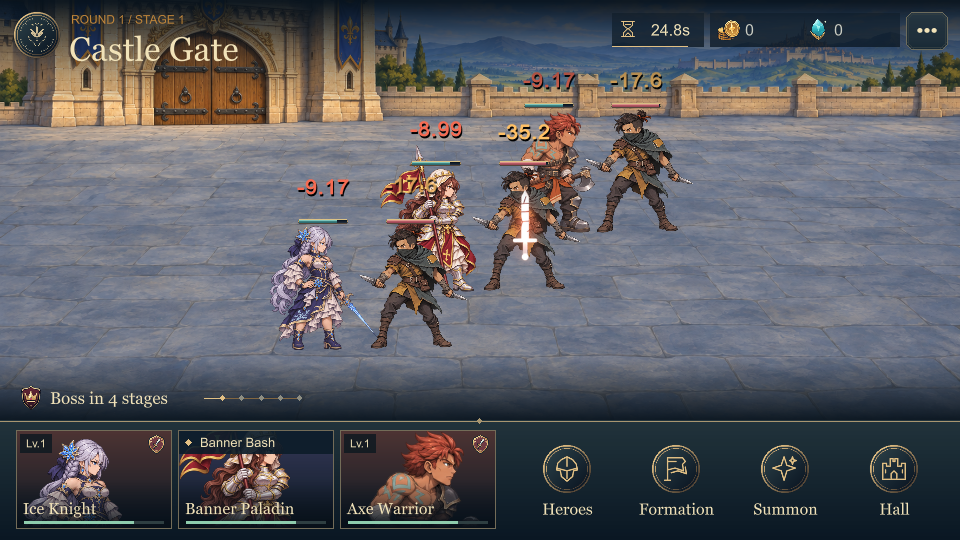 ROUND 1 / STAGE 1
Castle Gate
24.8s
0
0
-9.17
-17.6
-8.99
-35.2
-9.17
17.6
Boss in 4 stages
Lv.1
Ice Knight
Banner Bash
Banner Paladin
Lv.1
Axe Warrior
Heroes
Formation
Summon
Hall